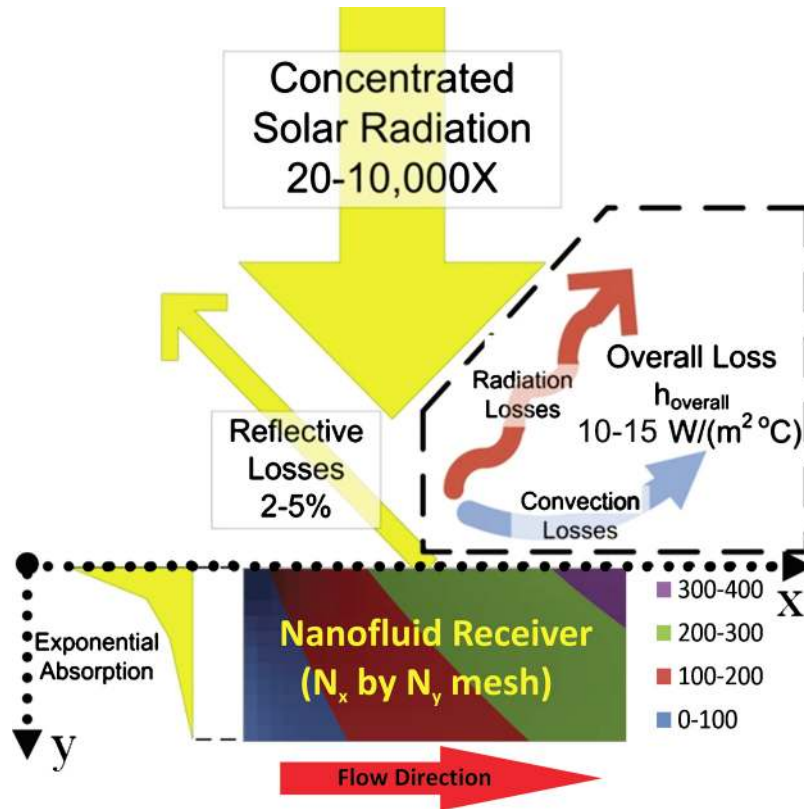 Concentrated
Solar Radiation
20-10,000X
Radiation
Losses
Overall Loss
h_overall
10-15 W/(m² °C)
Reflective
Losses
2-5%
Convection
Losses
x
Exponential
Absorption
Nanofluid Receiver
(Nₓ by N_y mesh)
300-400
200-300
100-200
0-100
y
Flow Direction